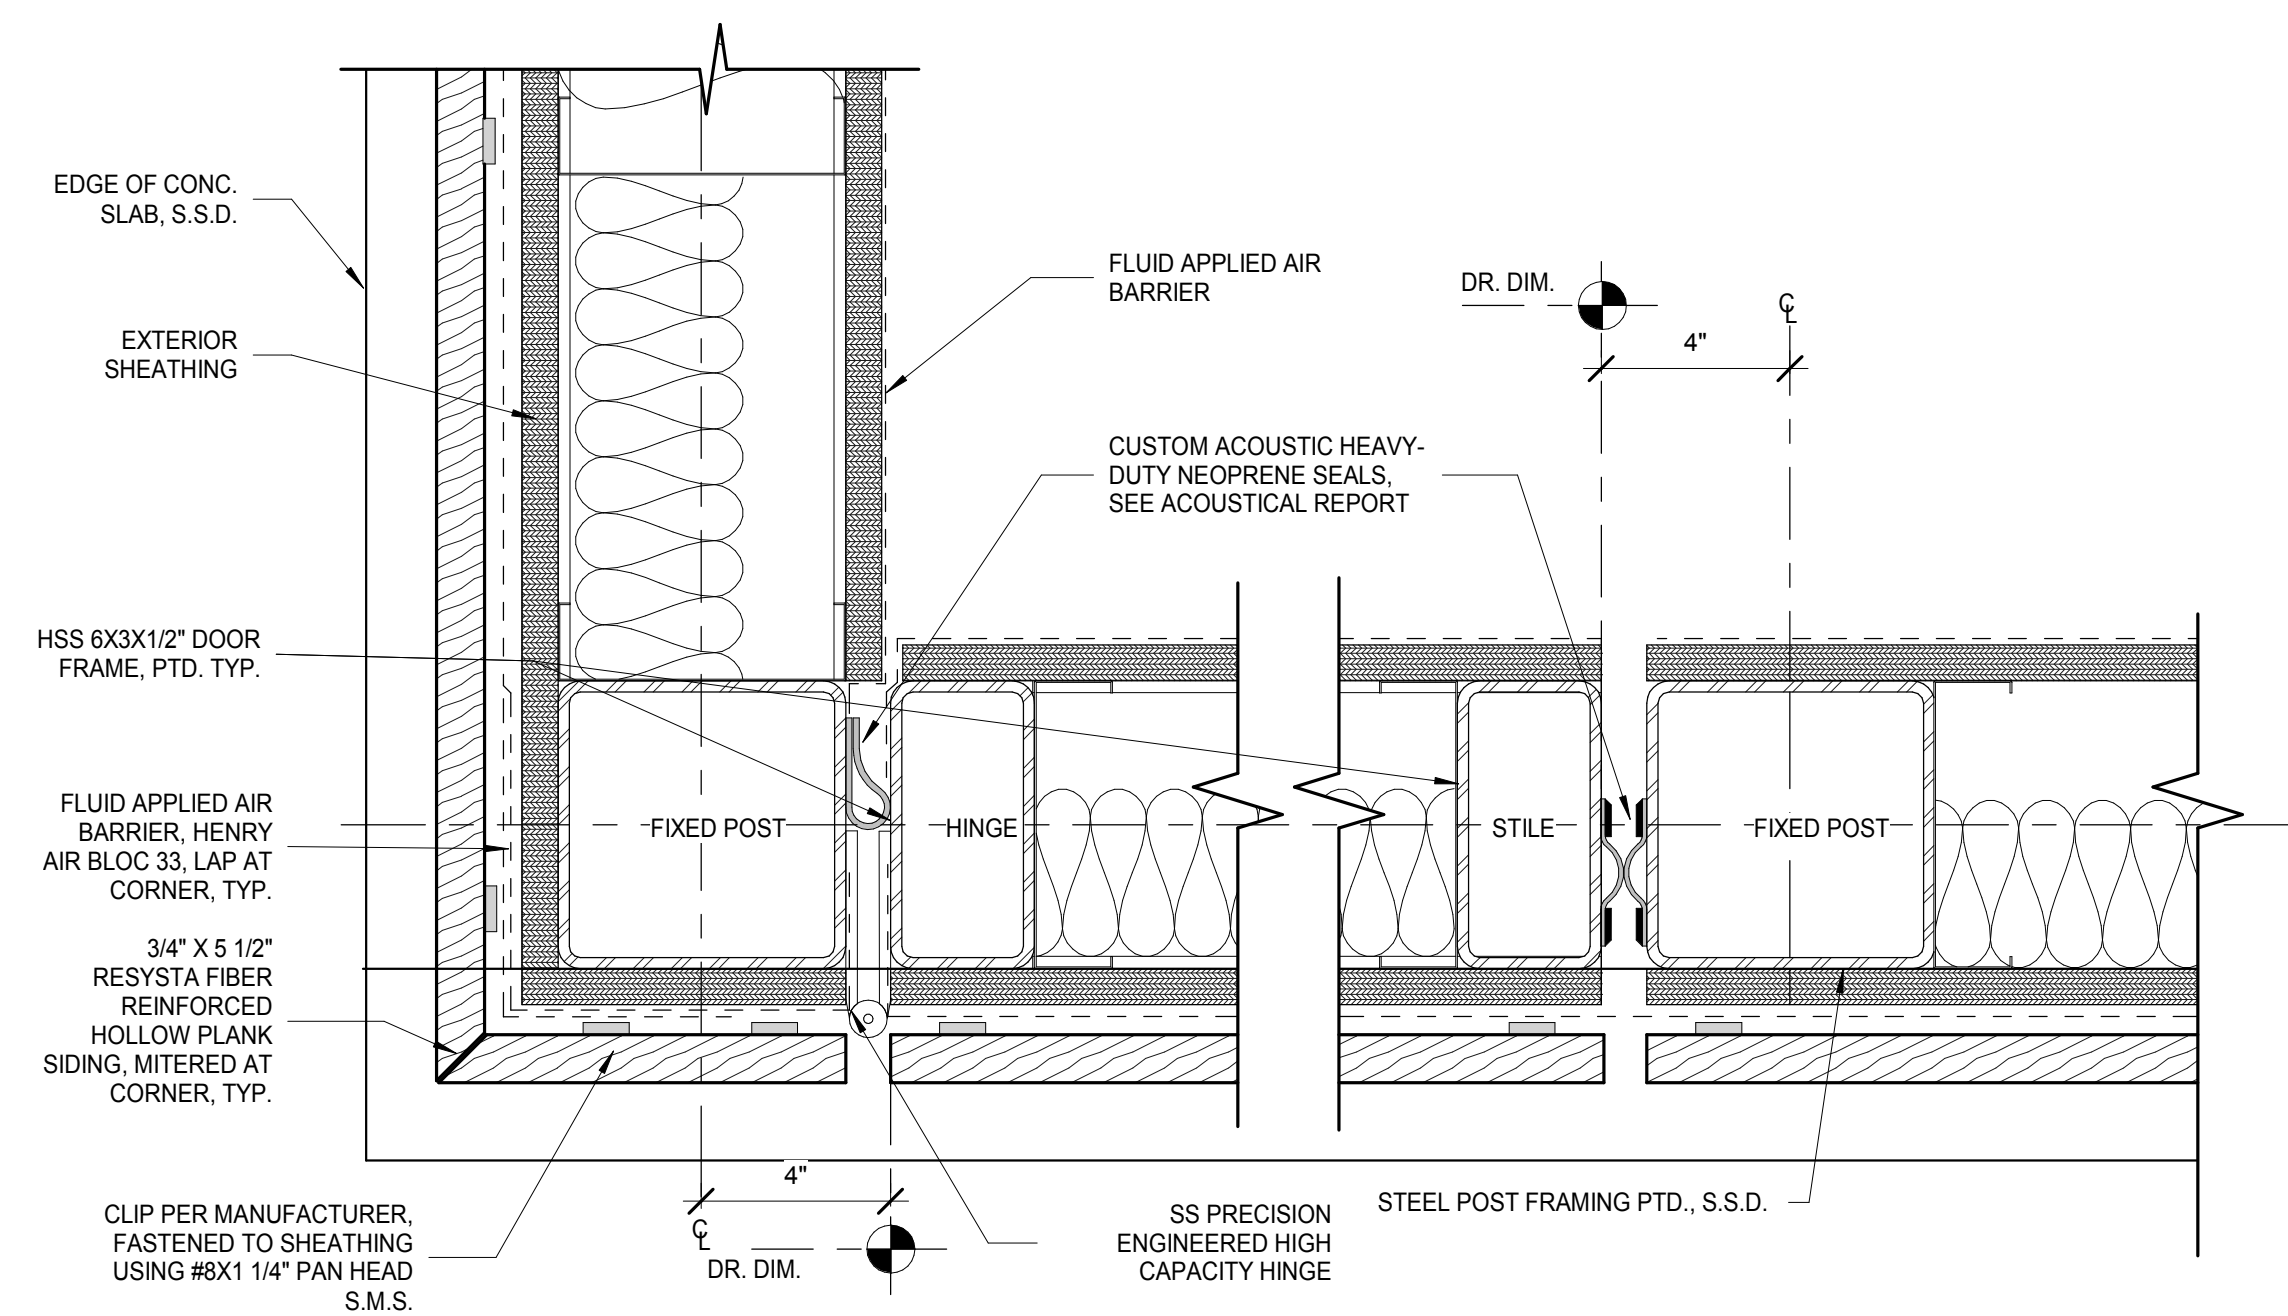 EDGE OF CONC.
SLAB, S.S.D.
EXTERIOR
SHEATHING
FLUID APPLIED AIR
BARRIER
DR. DIM.
CL
4"
CUSTOM ACOUSTIC HEAVY-
DUTY NEOPRENE SEALS,
SEE ACOUSTICAL REPORT
HSS 6X3X1/2" DOOR
FRAME, PTD. TYP.
FLUID APPLIED AIR
BARRIER, HENRY
AIR BLOC 33, LAP AT
CORNER, TYP.
FIXED POST
HINGE
STILE
FIXED POST
3/4" X 5 1/2"
RESYSTA FIBER
REINFORCED
HOLLOW PLANK
SIDING, MITERED AT
CORNER, TYP.
CLIP PER MANUFACTURER,
FASTENED TO SHEATHING
USING #8X1 1/4" PAN HEAD
S.M.S.
4"
CL
DR. DIM.
SS PRECISION
ENGINEERED HIGH
CAPACITY HINGE
STEEL POST FRAMING PTD., S.S.D.